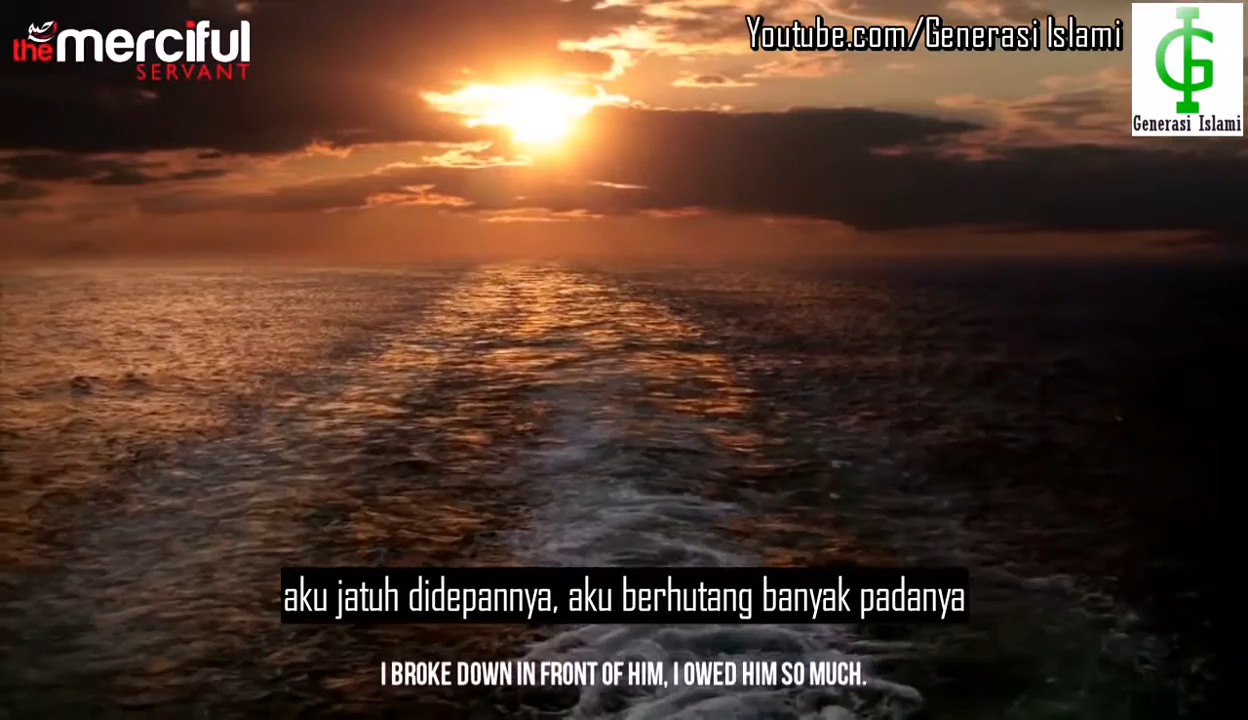 the merciful
SERVANT
Youtube.com/Generasi Islami
GI
Generasi Islami
aku jatuh didepannya, aku berhutang banyak padanya
I BROKE DOWN IN FRONT OF HIM, I OWED HIM SO MUCH.